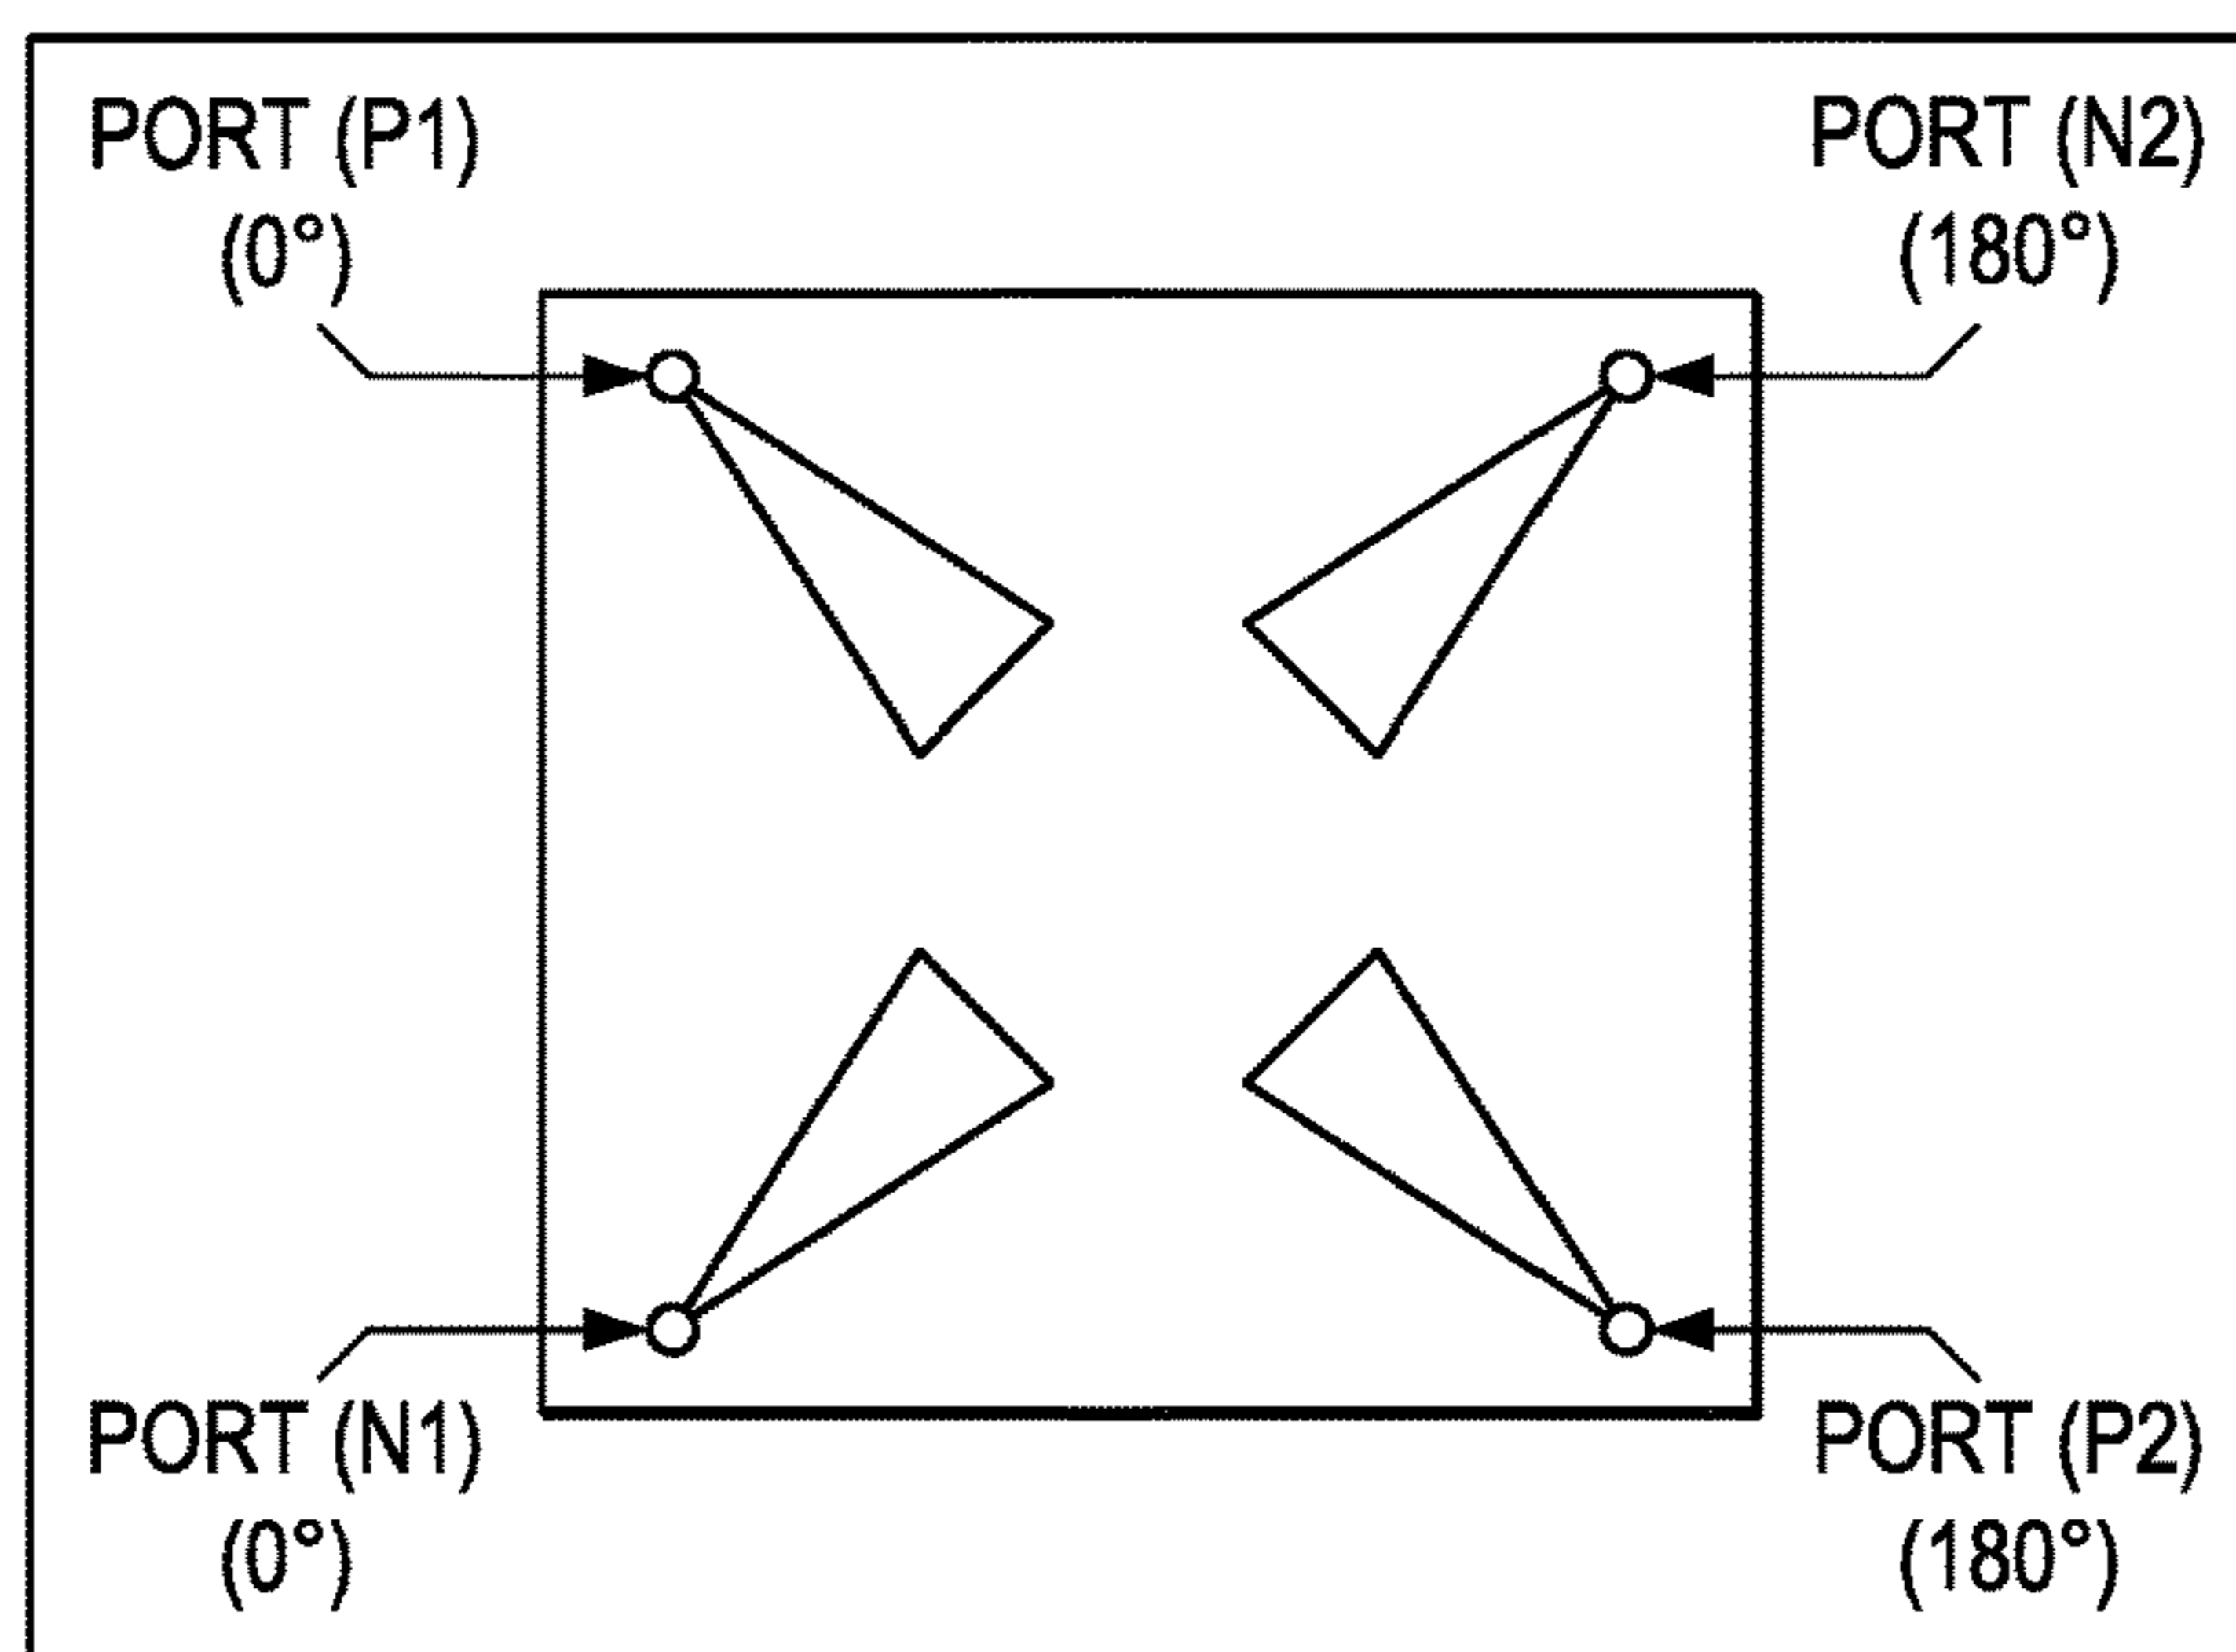 PORT (P1)
(0°)
PORT (N2)
(180°)
PORT (N1)
(0°)
PORT (P2)
(180°)